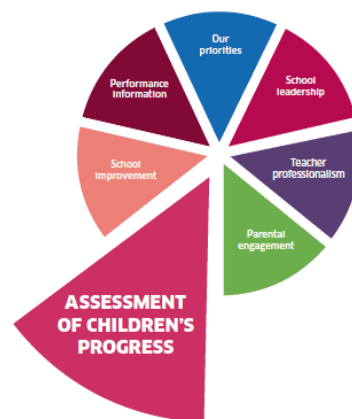 Our
priorities
School
leadership
Teacher
professionalism
Parental
engagement
ASSESSMENT
OF CHILDREN'S
PROGRESS
School
improvement
Performance
information